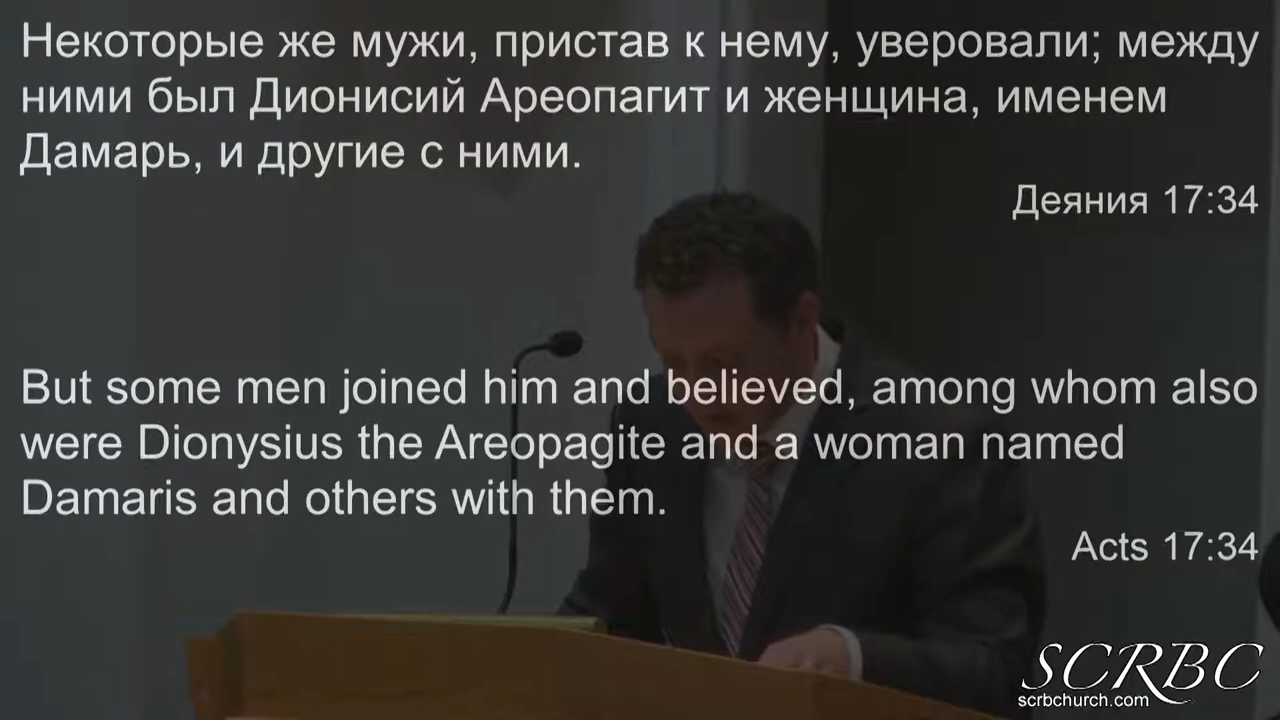 Некоторые же мужи, пристав к нему, уверовали; между
ними был Дионисий Ареопагит и женщина, именем
Дамарь, и другие с ними.
Деяния 17:34
But some men joined him and believed, among whom also
were Dionysius the Areopagite and a woman named
Damaris and others with them.
Acts 17:34
SCRBC
scrbchurch.com